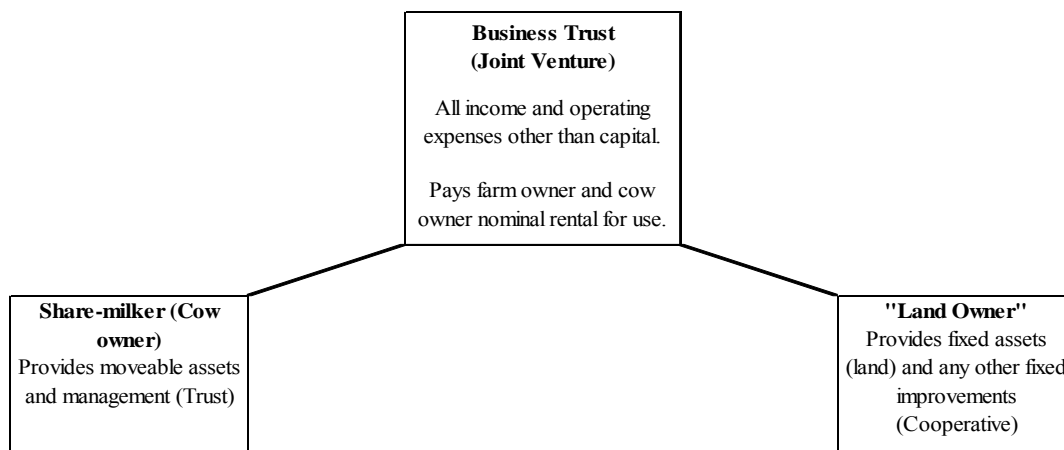 Business Trust
(Joint Venture)
All income and operating
expenses other than capital.
Pays farm owner and cow
owner nominal rental for use.
Share-milker (Cow
owner)
Provides moveable assets
and management (Trust)
"Land Owner"
Provides fixed assets
(land) and any other fixed
improvements
(Cooperative)